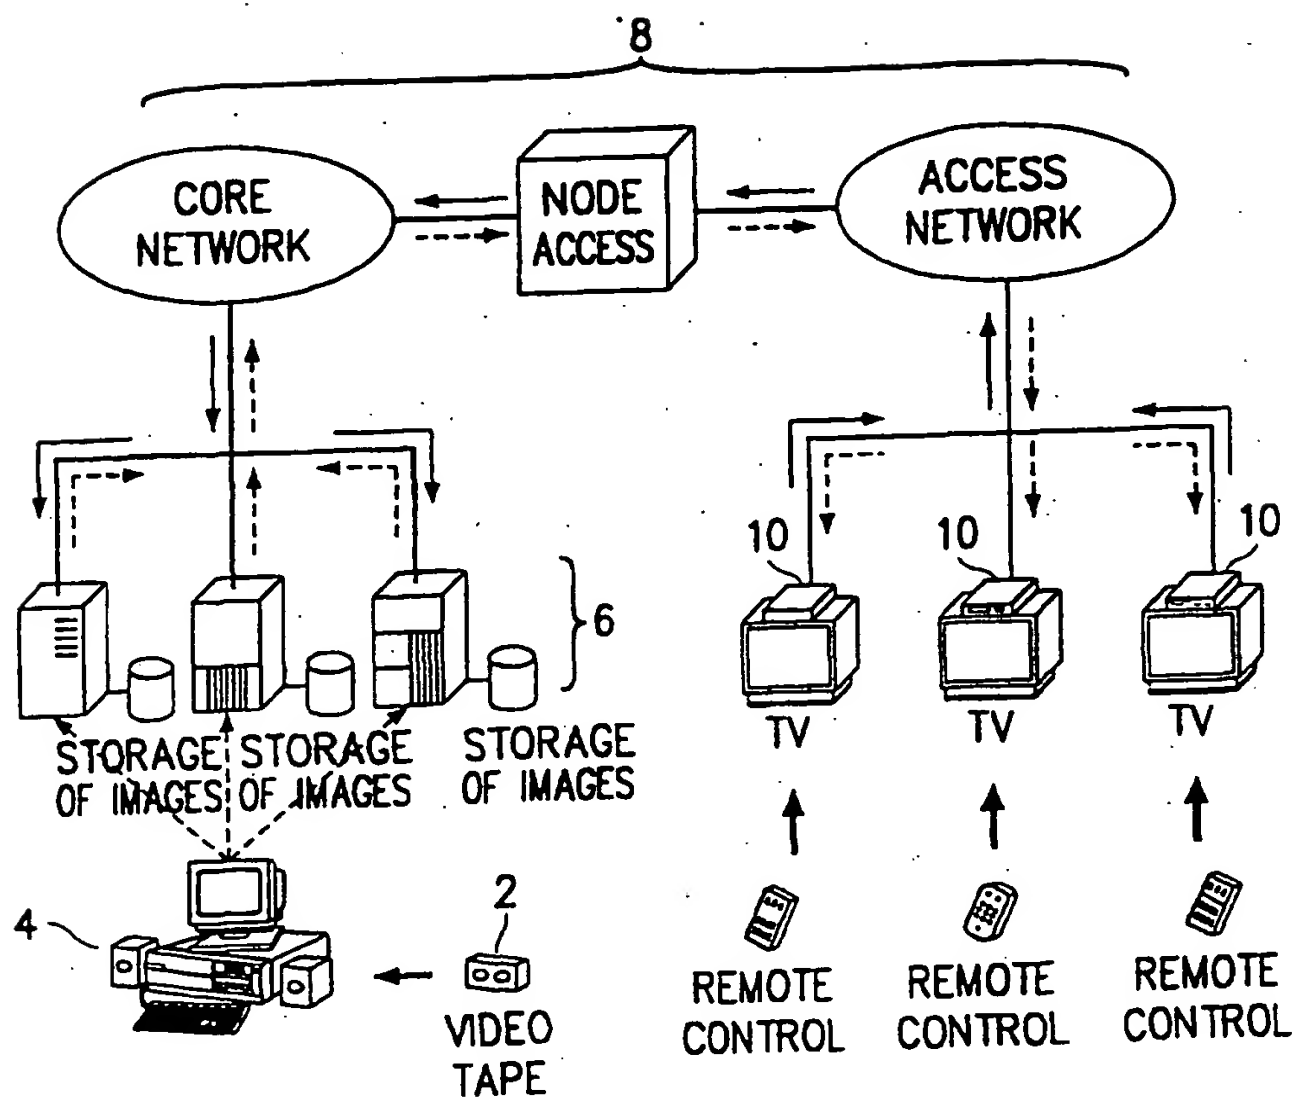 8
CORE
NETWORK
NODE
ACCESS
ACCESS
NETWORK
10
10
10
6
STORAGE
OF IMAGES
STORAGE
OF IMAGES
STORAGE
OF IMAGES
TV
TV
TV
4
2
VIDEO
TAPE
REMOTE
CONTROL
REMOTE
CONTROL
REMOTE
CONTROL